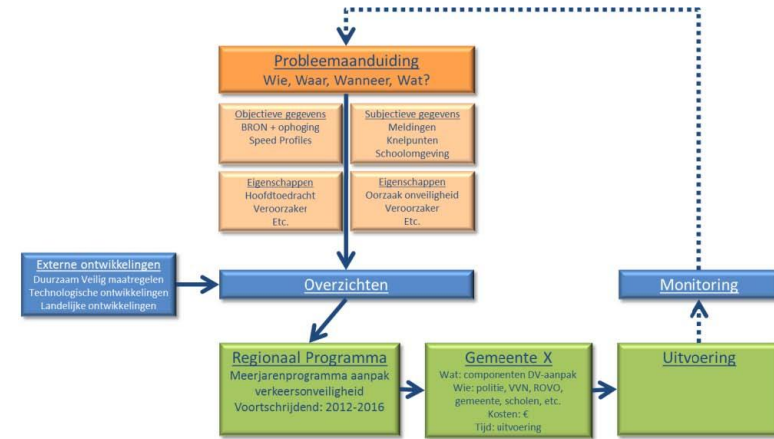 Probleemaanduiding
Wie, Waar, Wanneer, Wat?
Objectieve gegevens
BRON + ophoging
Speed Profiles
Subjectieve gegevens
Meldingen
Knelpunten
Schoolomgeving
Eigenschappen
Hoofdtoedracht
Veroorzaker
Etc.
Eigenschappen
Oorzaak onveiligheid
Veroorzaker
Etc.
Externe ontwikkelingen
Duurzaam Veilig maatregelen
Technologische ontwikkelingen
Landelijke ontwikkelingen
Overzichten
Monitoring
Regionaal Programma
Meerjarenprogramma aanpak
verkeersonveiligheid
Voortschrijdend: 2012-2016
Gemeente X
Wat: componenten DV-aanpak
Wie: politie, VVN, ROVO,
gemeente, scholen, etc.
Kosten: €
Tijd: uitvoering
Uitvoering